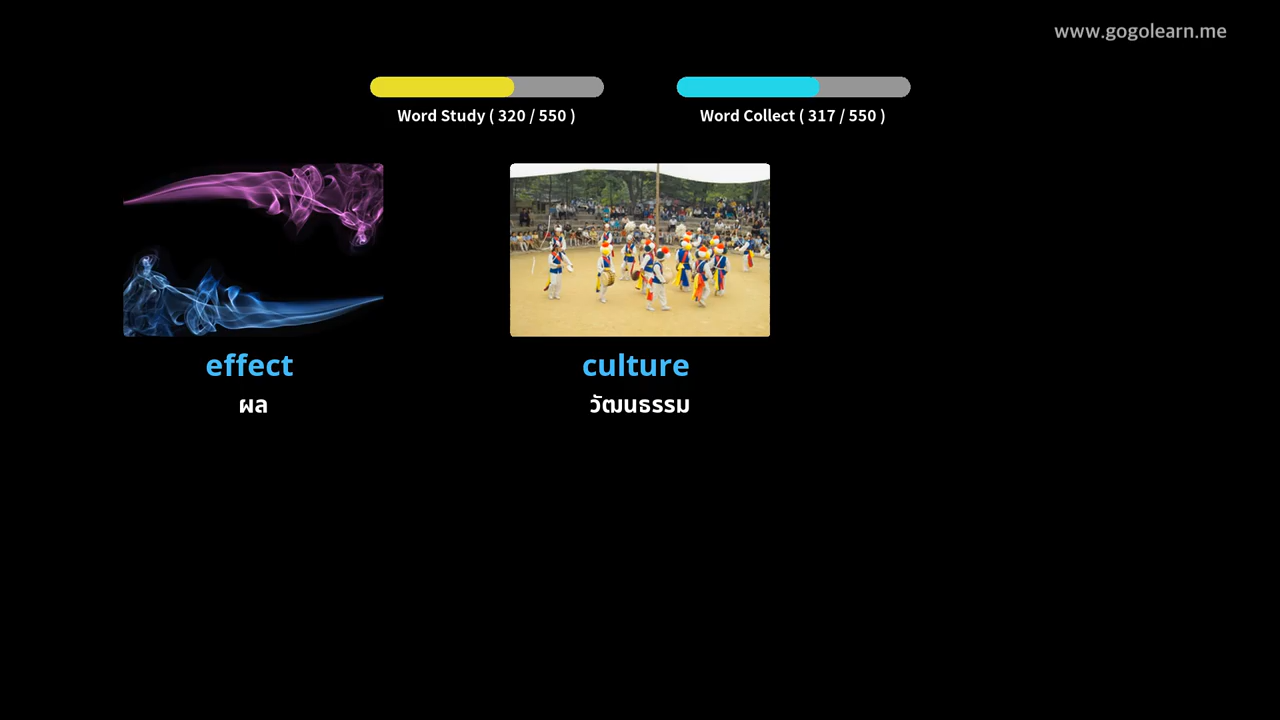 www.gogolearn.me
Word Study ( 320 / 550 )
Word Collect ( 317 / 550 )
effect
ผล
culture
วัฒนธรรม